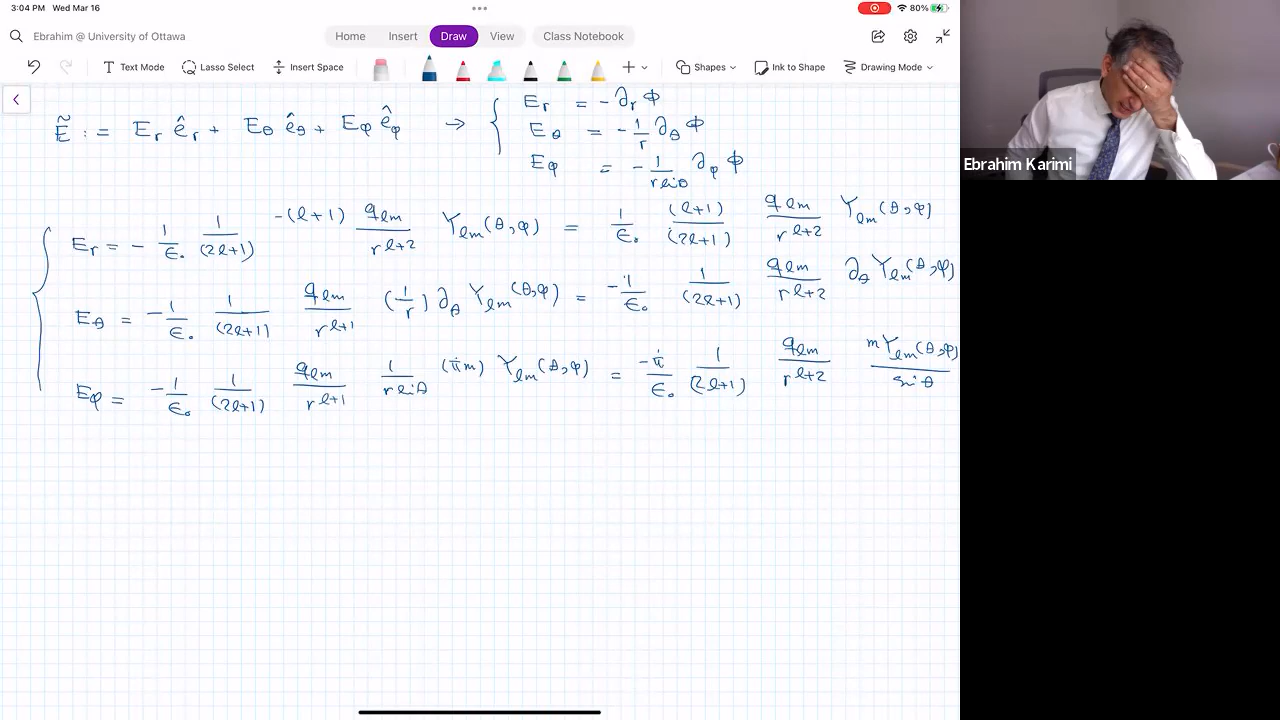 3:04 PM Wed Mar 16
80%
Ebrahim @ University of Ottawa
Home Insert Draw View Class Notebook
Text Mode Lasso Select Insert Space Shapes Ink to Shape Drawing Mode
Ẽ := E_r ê_r + E_θ ê_θ + E_φ ê_φ → { E_r = -∂_r Φ
E_θ = -1/r ∂_θ Φ
E_φ = -1/(r sinθ) ∂_φ Φ
E_r = - 1/ε₀ 1/(2l+1) -(l+1) q_lm/r^{l+2} Y_lm(θ,φ) = 1/ε₀ (l+1)/(2l+1) q_lm/r^{l+2} Y_lm(θ,φ)
E_θ = -1/ε₀ 1/(2l+1) q_lm/r^{l+1} (1/r) ∂_θ Y_lm(θ,φ) = -1/ε₀ 1/(2l+1) q_lm/r^{l+2} ∂_θ Y_lm(θ,φ)
E_φ = -1/ε₀ 1/(2l+1) q_lm/r^{l+1} 1/(r sinθ) (im) Y_lm(θ,φ) = -i/ε₀ 1/(2l+1) q_lm/r^{l+2} m Y_lm(θ,φ)/sin θ
Ebrahim Karimi